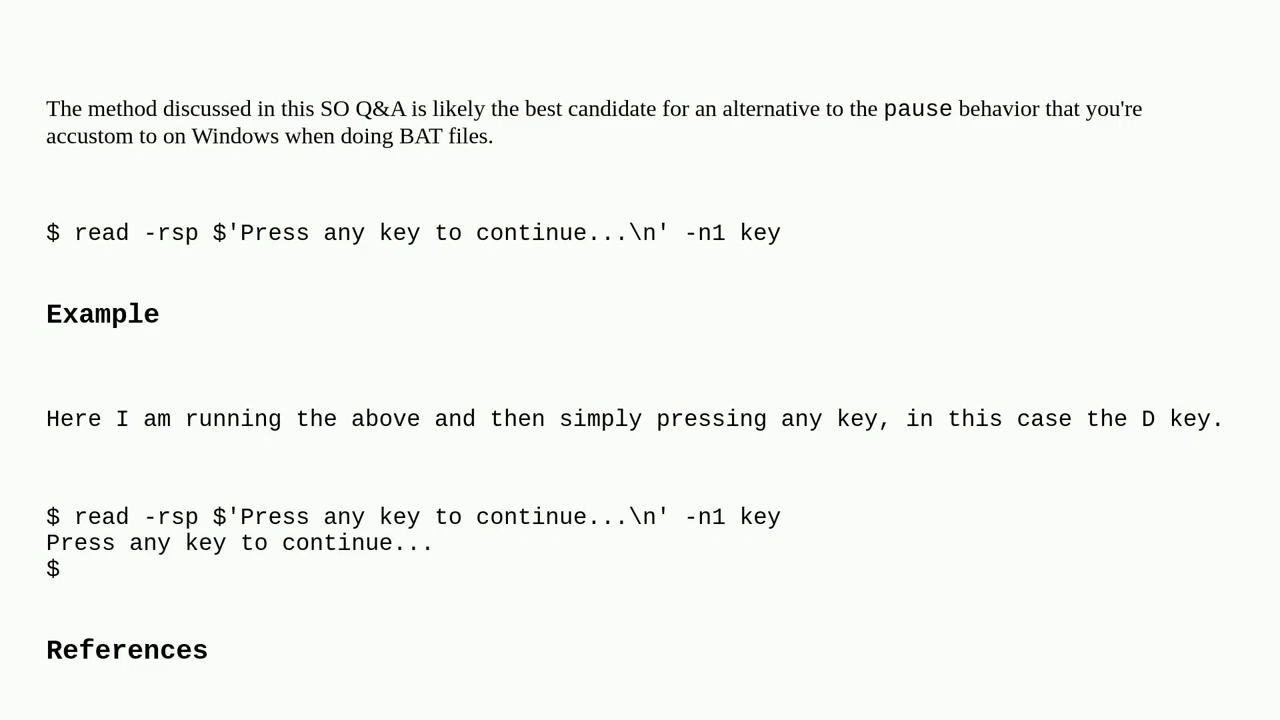 The method discussed in this SO Q&A is likely the best candidate for an alternative to the pause behavior that you're
accustom to on Windows when doing BAT files.
$ read -rsp $'Press any key to continue...\n' -n1 key
Example
Here I am running the above and then simply pressing any key, in this case the D key.
$ read -rsp $'Press any key to continue...\n' -n1 key
Press any key to continue...
$
References